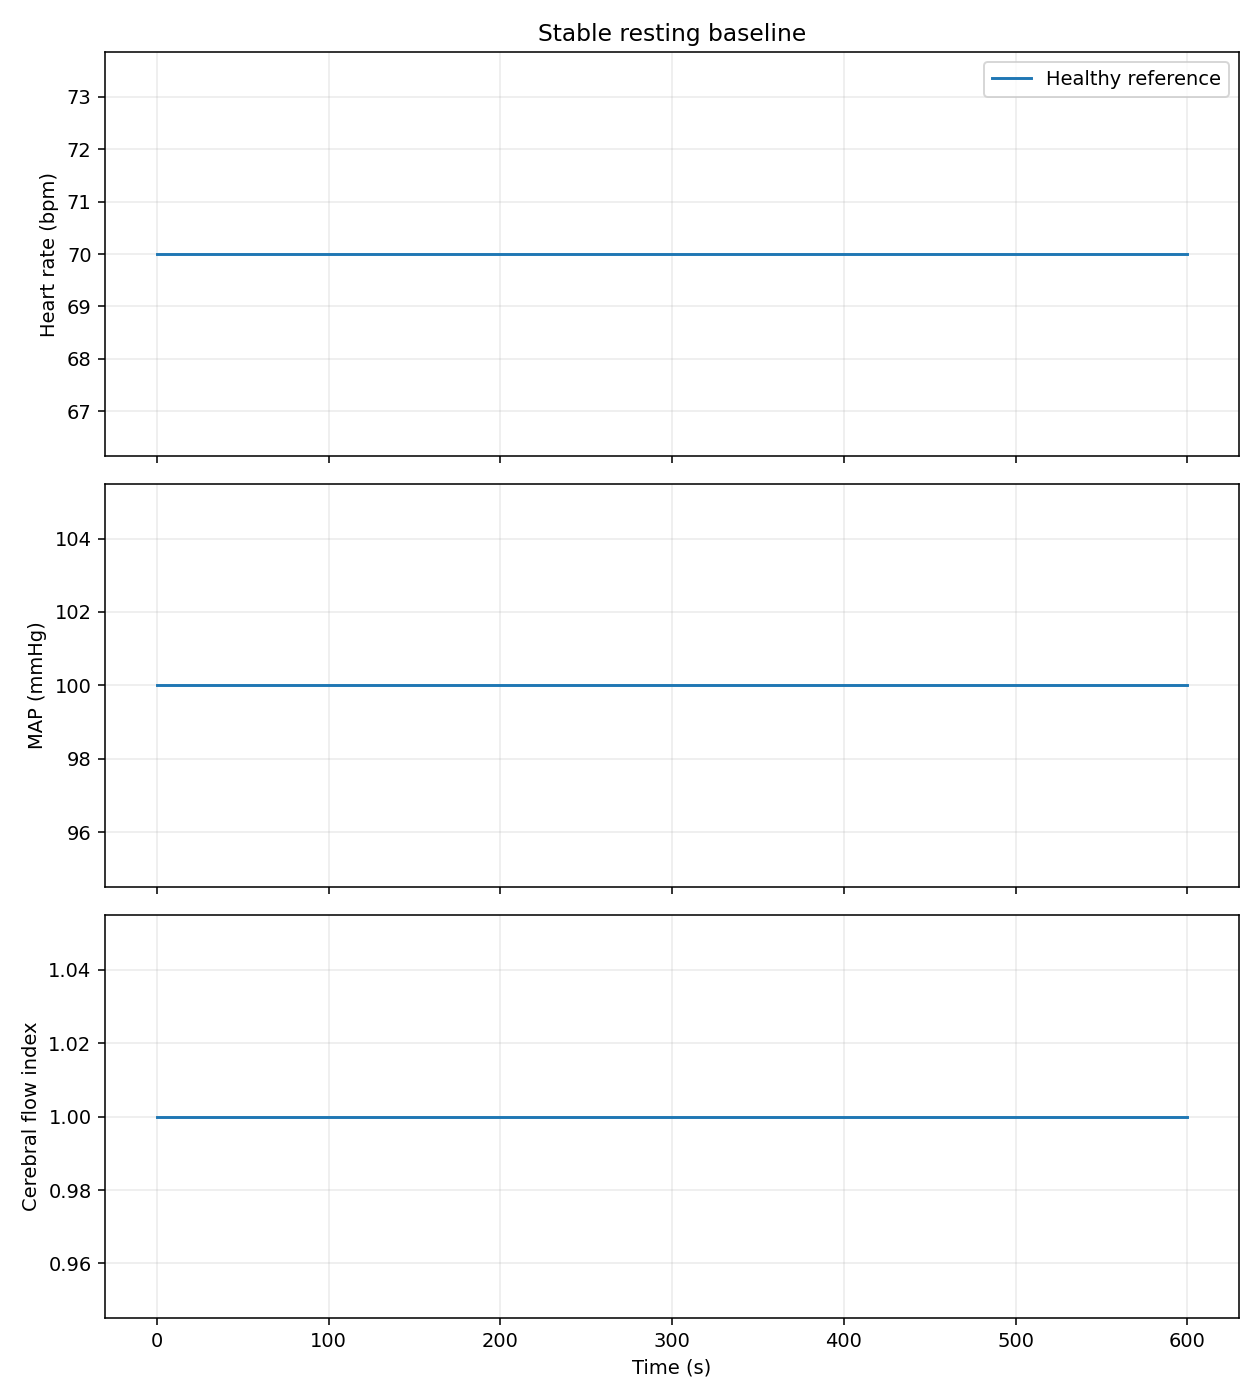 Stable resting baseline
Healthy reference
Heart rate (bpm)
73
72
71
70
69
68
67
MAP (mmHg)
104
102
100
98
96
Cerebral flow index
1.04
1.02
1.00
0.98
0.96
0 100 200 300 400 500 600
Time (s)